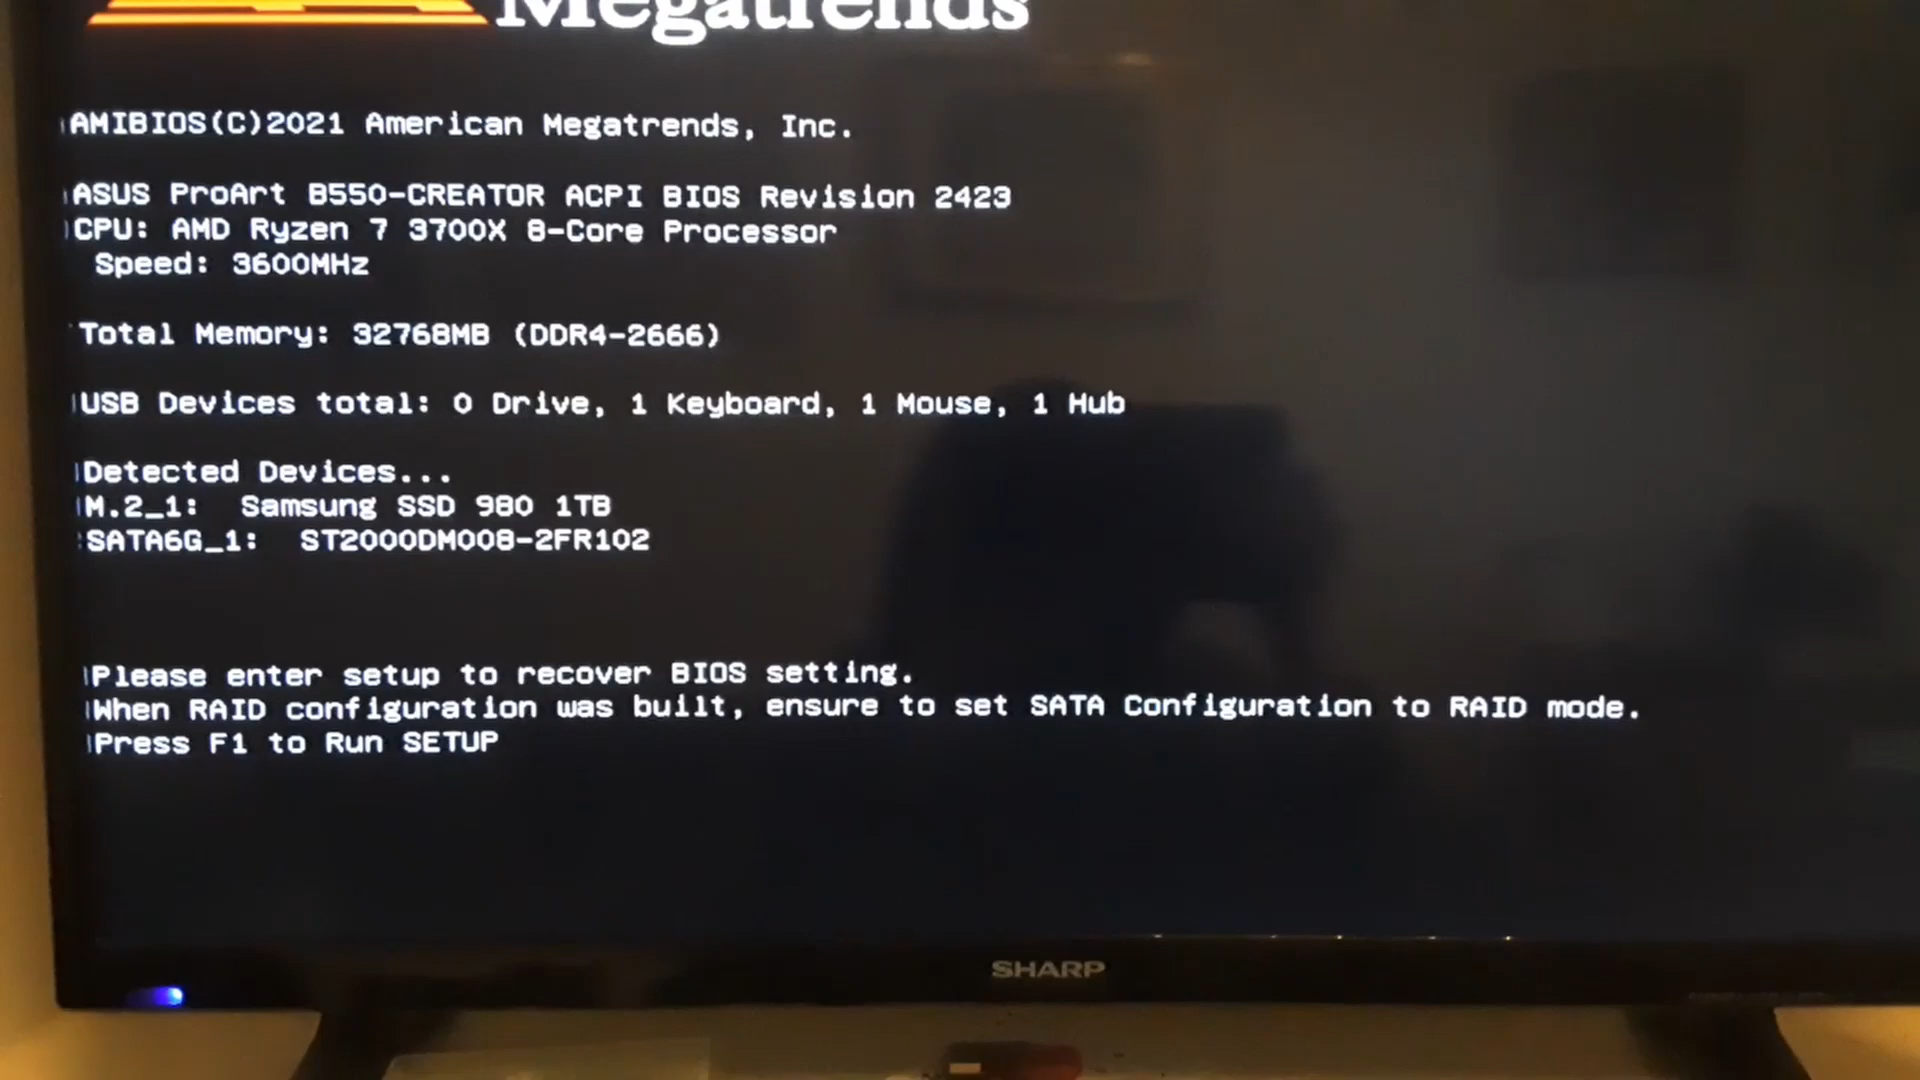 Megatrends
AMIBIOS(C)2021 American Megatrends, Inc.
ASUS ProArt B550-CREATOR ACPI BIOS Revision 2423
CPU: AMD Ryzen 7 3700X 8-Core Processor
Speed: 3600MHz
Total Memory: 32768MB (DDR4-2666)
USB Devices total: 0 Drive, 1 Keyboard, 1 Mouse, 1 Hub
Detected Devices...
M.2_1: Samsung SSD 980 1TB
SATA6G_1: ST2000DM008-2FR102
Please enter setup to recover BIOS setting.
When RAID configuration was built, ensure to set SATA Configuration to RAID mode.
Press F1 to Run SETUP
SHARP